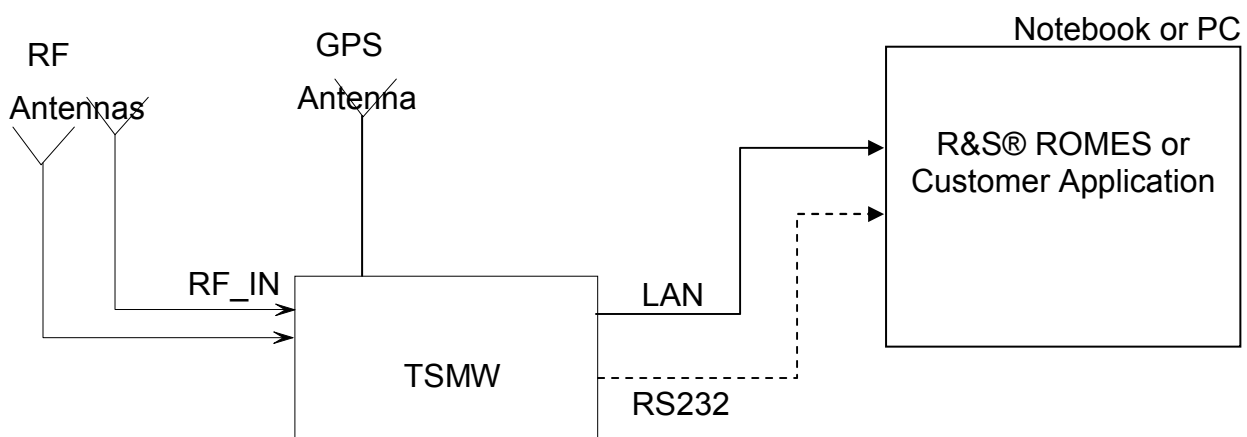 Notebook or PC
RF
Antennas
GPS
Antenna
R&S® ROMES or
Customer Application
RF_IN
LAN
TSMW
RS232